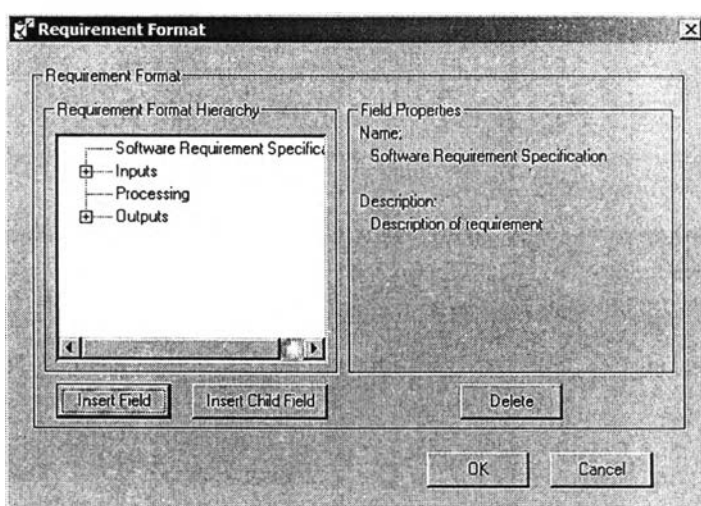 Requirement Format
Requirement Format
Requirement Format Hierarchy
Software Requirement Specifica
Inputs
Processing
Outputs
Field Properties
Name:
Software Requirement Specification
Description:
Description of requirement
Insert Field
Insert Child Field
Delete
OK
Cancel